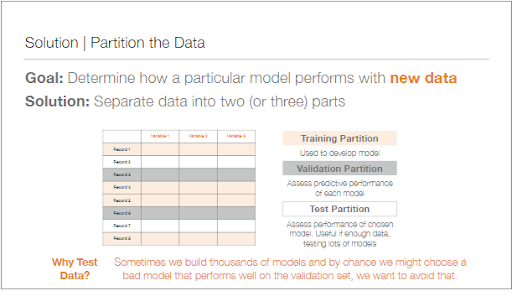 Solution | Partition the Data
Goal: Determine how a particular model performs with new data
Solution: Separate data into two (or three) parts
Variable 1 Variable 2 Variable 3
Record 1
Record 2
Record 3
Record 4
Record 5
Record 6
Record 7
Record 8
Training Partition
Used to develop model
Validation Partition
Assess predictive performance
of each model
Test Partition
Assess performance of chosen
model. Useful if enough data,
testing lots of models
Why Test
Data?
Sometimes we build thousands of models and by chance we might choose a
bad model that performs well on the validation set, we want to avoid that.